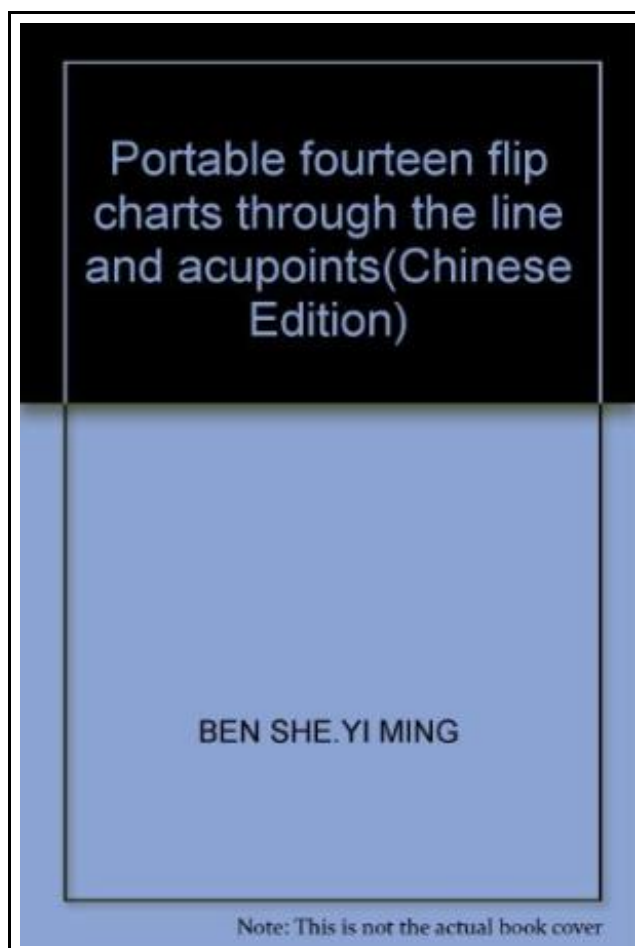 Portable fourteen flip
charts through the line
and acupoints(Chinese
Edition)
BEN SHE.YI MING
Note: This is not the actual book cover